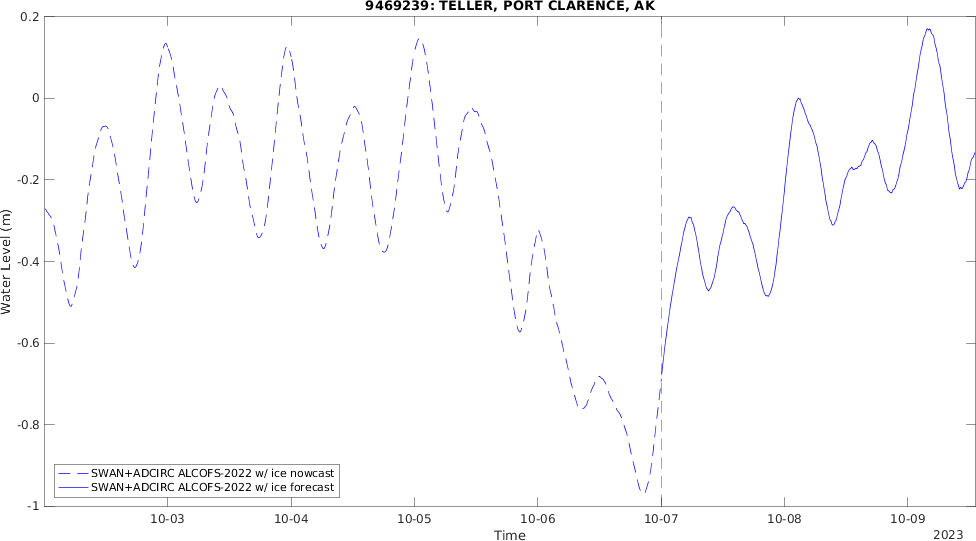 9469239: TELLER, PORT CLARENCE, AK
0.2
0
-0.2
-0.4
-0.6
-0.8
-1
Water Level (m)
SWAN+ADCIRC ALCOFS-2022 w/ ice nowcast
SWAN+ADCIRC ALCOFS-2022 w/ ice forecast
10-03 10-04 10-05 10-06 10-07 10-08 10-09
Time
2023